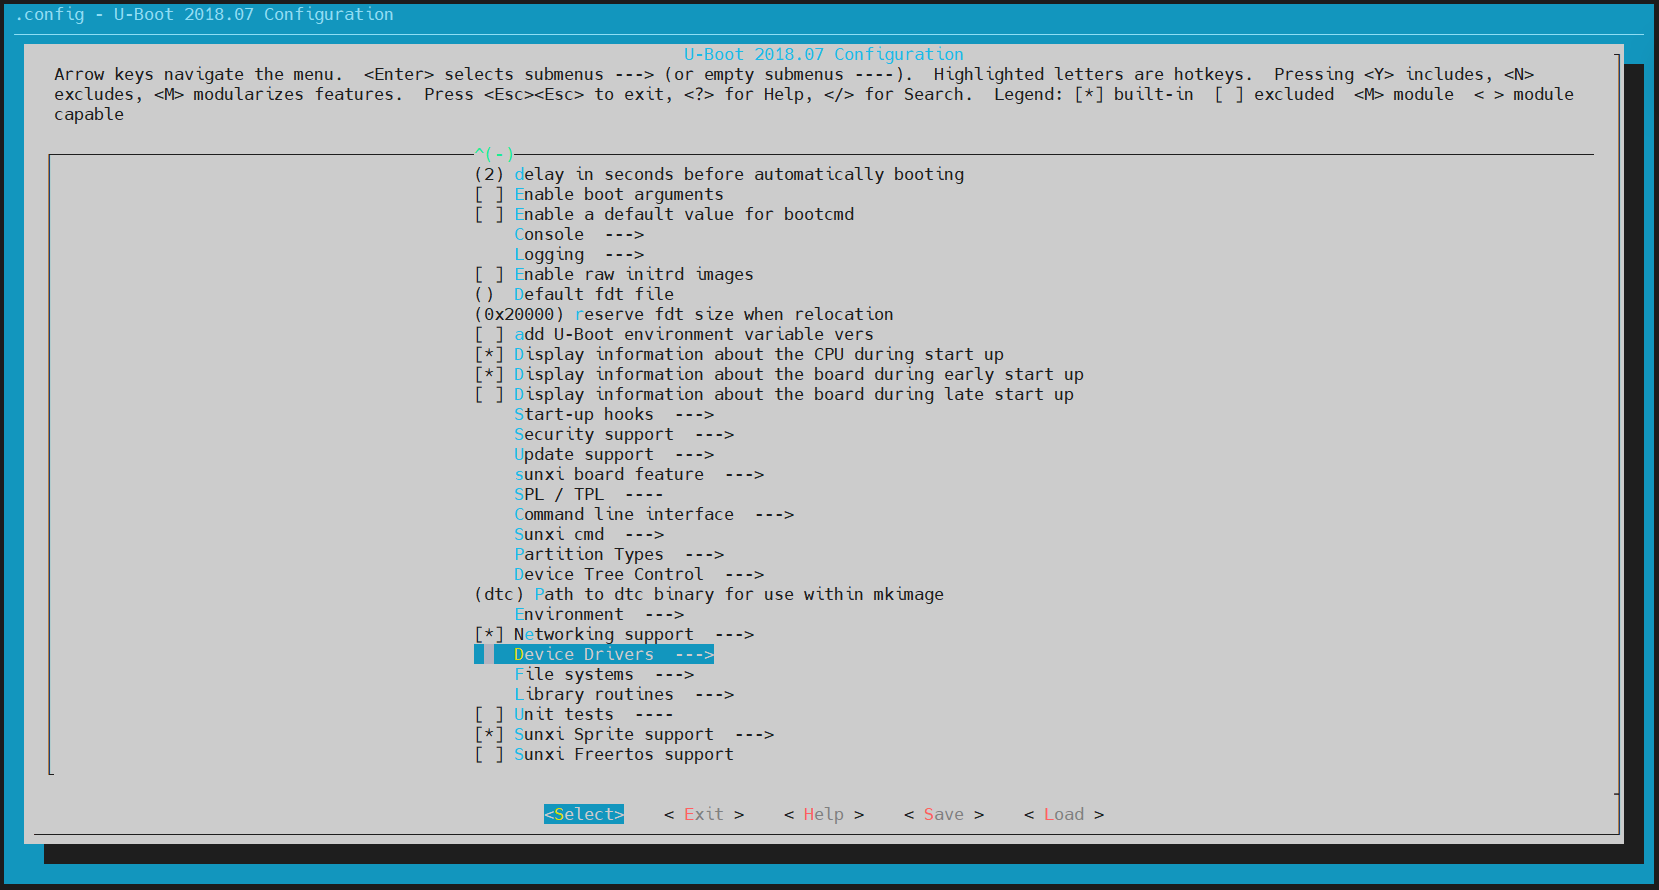 .config - U-Boot 2018.07 Configuration
U-Boot 2018.07 Configuration
Arrow keys navigate the menu.  <Enter> selects submenus ---> (or empty submenus ----).  Highlighted letters are hotkeys.  Pressing <Y> includes, <N>
excludes, <M> modularizes features.  Press <Esc><Esc> to exit, <?> for Help, </> for Search.  Legend: [*] built-in  [ ] excluded  <M> module  < > module
capable
^(-)
(2) delay in seconds before automatically booting
[ ] Enable boot arguments
[ ] Enable a default value for bootcmd
Console  --->
Logging  --->
[ ] Enable raw initrd images
()  Default fdt file
(0x20000) reserve fdt size when relocation
[ ] add U-Boot environment variable vers
[*] Display information about the CPU during start up
[*] Display information about the board during early start up
[ ] Display information about the board during late start up
Start-up hooks  --->
Security support  --->
Update support  --->
sunxi board feature  --->
SPL / TPL  ----
Command line interface  --->
Sunxi cmd  --->
Partition Types  --->
Device Tree Control  --->
(dtc) Path to dtc binary for use within mkimage
Environment  --->
[*] Networking support  --->
Device Drivers  --->
File systems  --->
Library routines  --->
[ ] Unit tests  ----
[*] Sunxi Sprite support  --->
[ ] Sunxi Freertos support
<Select>    < Exit >    < Help >    < Save >    < Load >